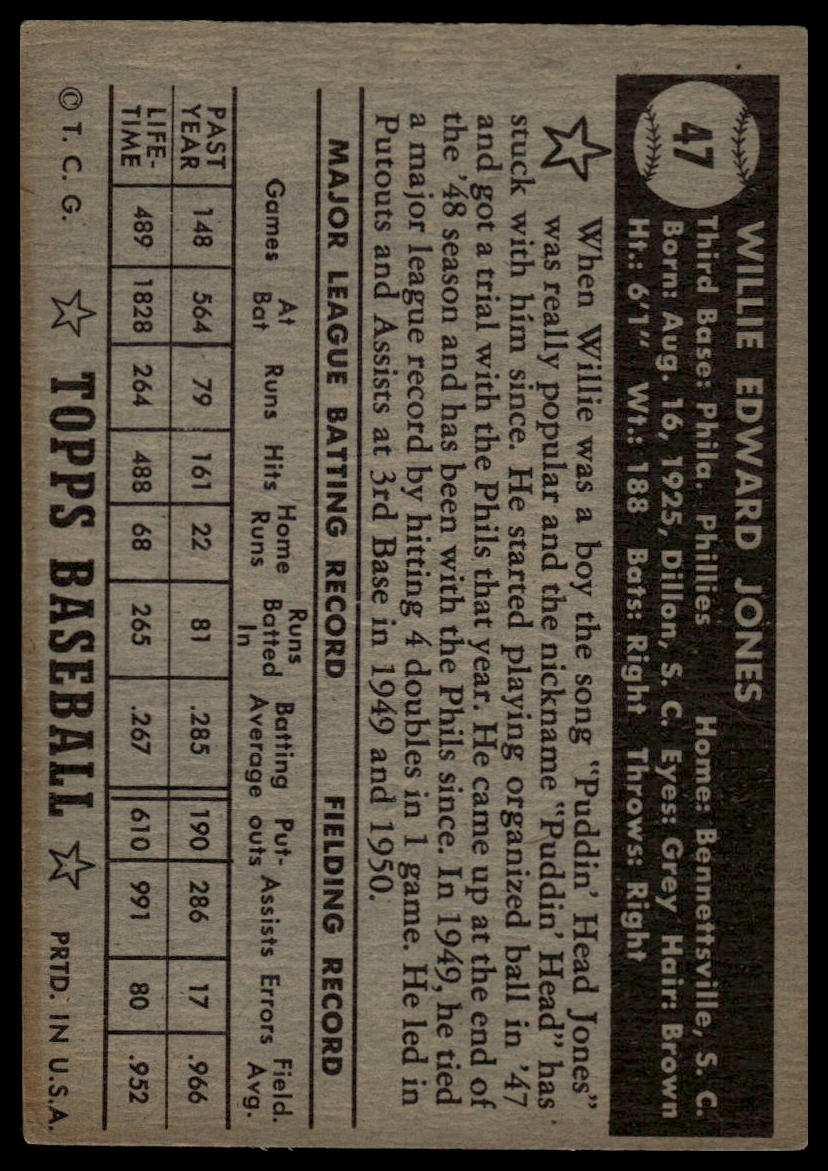 47
WILLIE EDWARD JONES
Third Base: Phila. Phillies Home: Bennettsville, S. C.
Born: Aug. 16, 1925, Dillon, S. C. Eyes: Grey Hair: Brown
Ht.: 6'1" Wt.: 188 Bats: Right Throws: Right
When Willie was a boy the song "Puddin' Head Jones"
was really popular and the nickname "Puddin' Head" has
stuck with him since. He started playing organized ball in '47
and got a trial with the Phils that year. He came up at the end of
the '48 season and has been with the Phils since. In 1949, he tied
a major league record by hitting 4 doubles in 1 game. He led in
Putouts and Assists at 3rd Base in 1949 and 1950.
MAJOR LEAGUE BATTING RECORD FIELDING RECORD
Games At Bat Runs Hits Home Runs Runs Batted In Batting Average Put-outs Assists Errors Field. Avg.
PAST YEAR 148 564 79 161 22 81 .285 190 286 17 .966
LIFE-TIME 489 1828 264 488 68 265 .267 610 991 80 .952
© T. C. G. TOPPS BASEBALL PRTD. IN U.S.A.